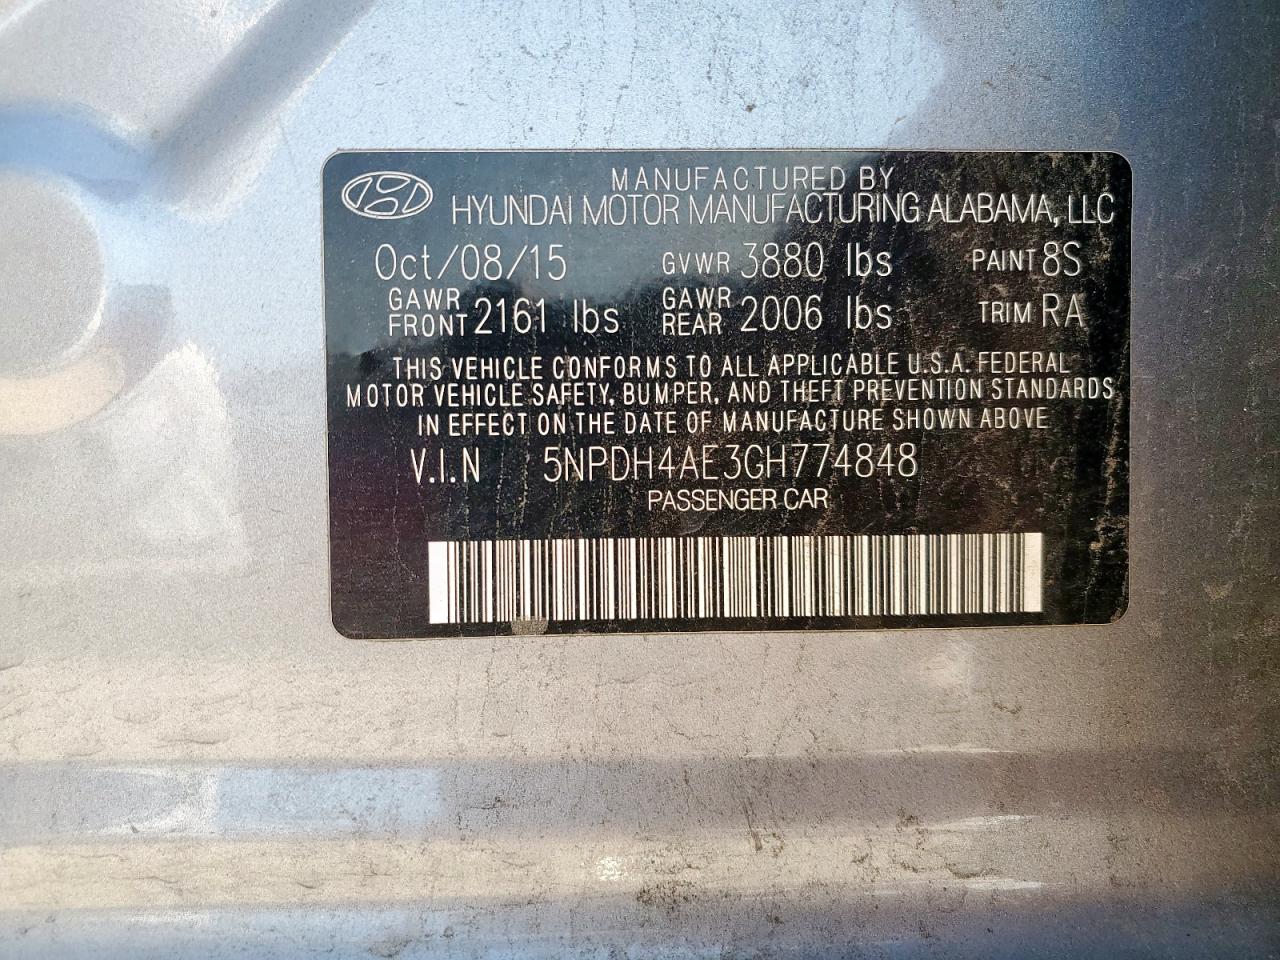 MANUFACTURED BY
HYUNDAI MOTOR MANUFACTURING ALABAMA, LLC
Oct/08/15 GVWR 3880 lbs PAINT 8S
GAWR FRONT 2161 lbs GAWR REAR 2006 lbs TRIM RA
THIS VEHICLE CONFORMS TO ALL APPLICABLE U.S.A. FEDERAL
MOTOR VEHICLE SAFETY, BUMPER, AND THEFT PREVENTION STANDARDS
IN EFFECT ON THE DATE OF MANUFACTURE SHOWN ABOVE
V.I.N 5NPDH4AE3GH774848
PASSENGER CAR